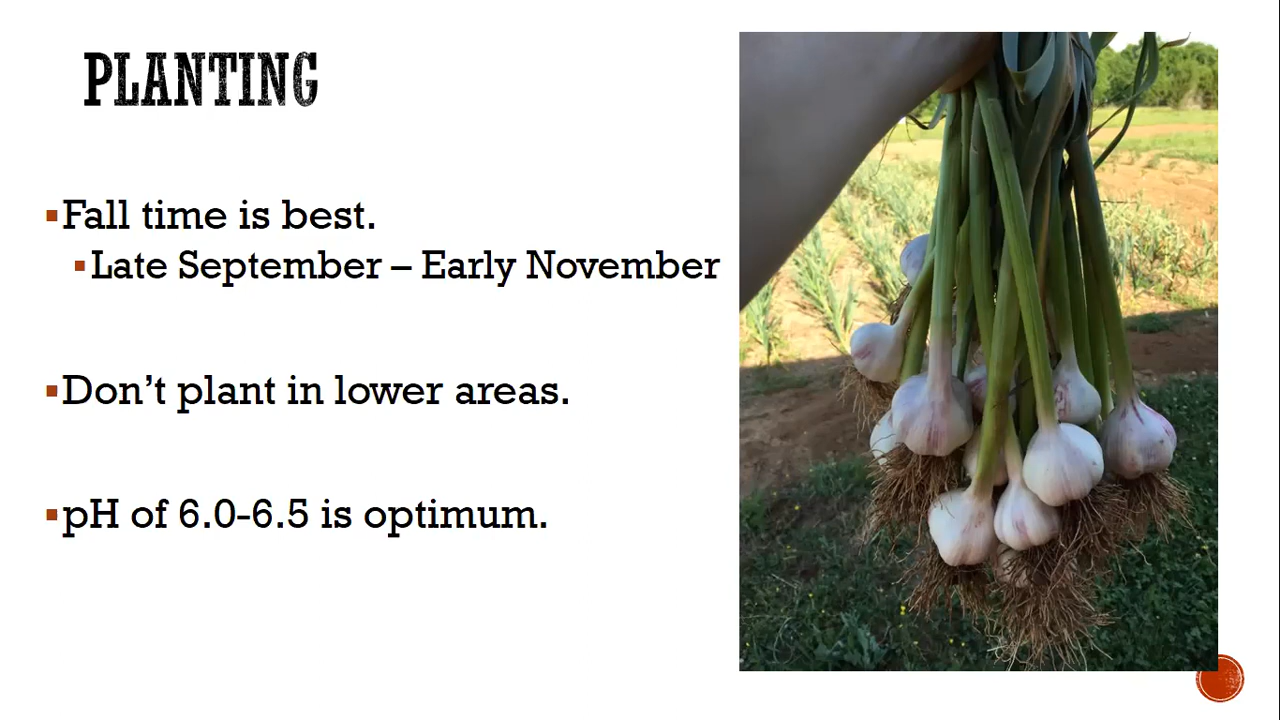 PLANTING
▪Fall time is best.
▪Late September – Early November
▪Don’t plant in lower areas.
▪pH of 6.0-6.5 is optimum.